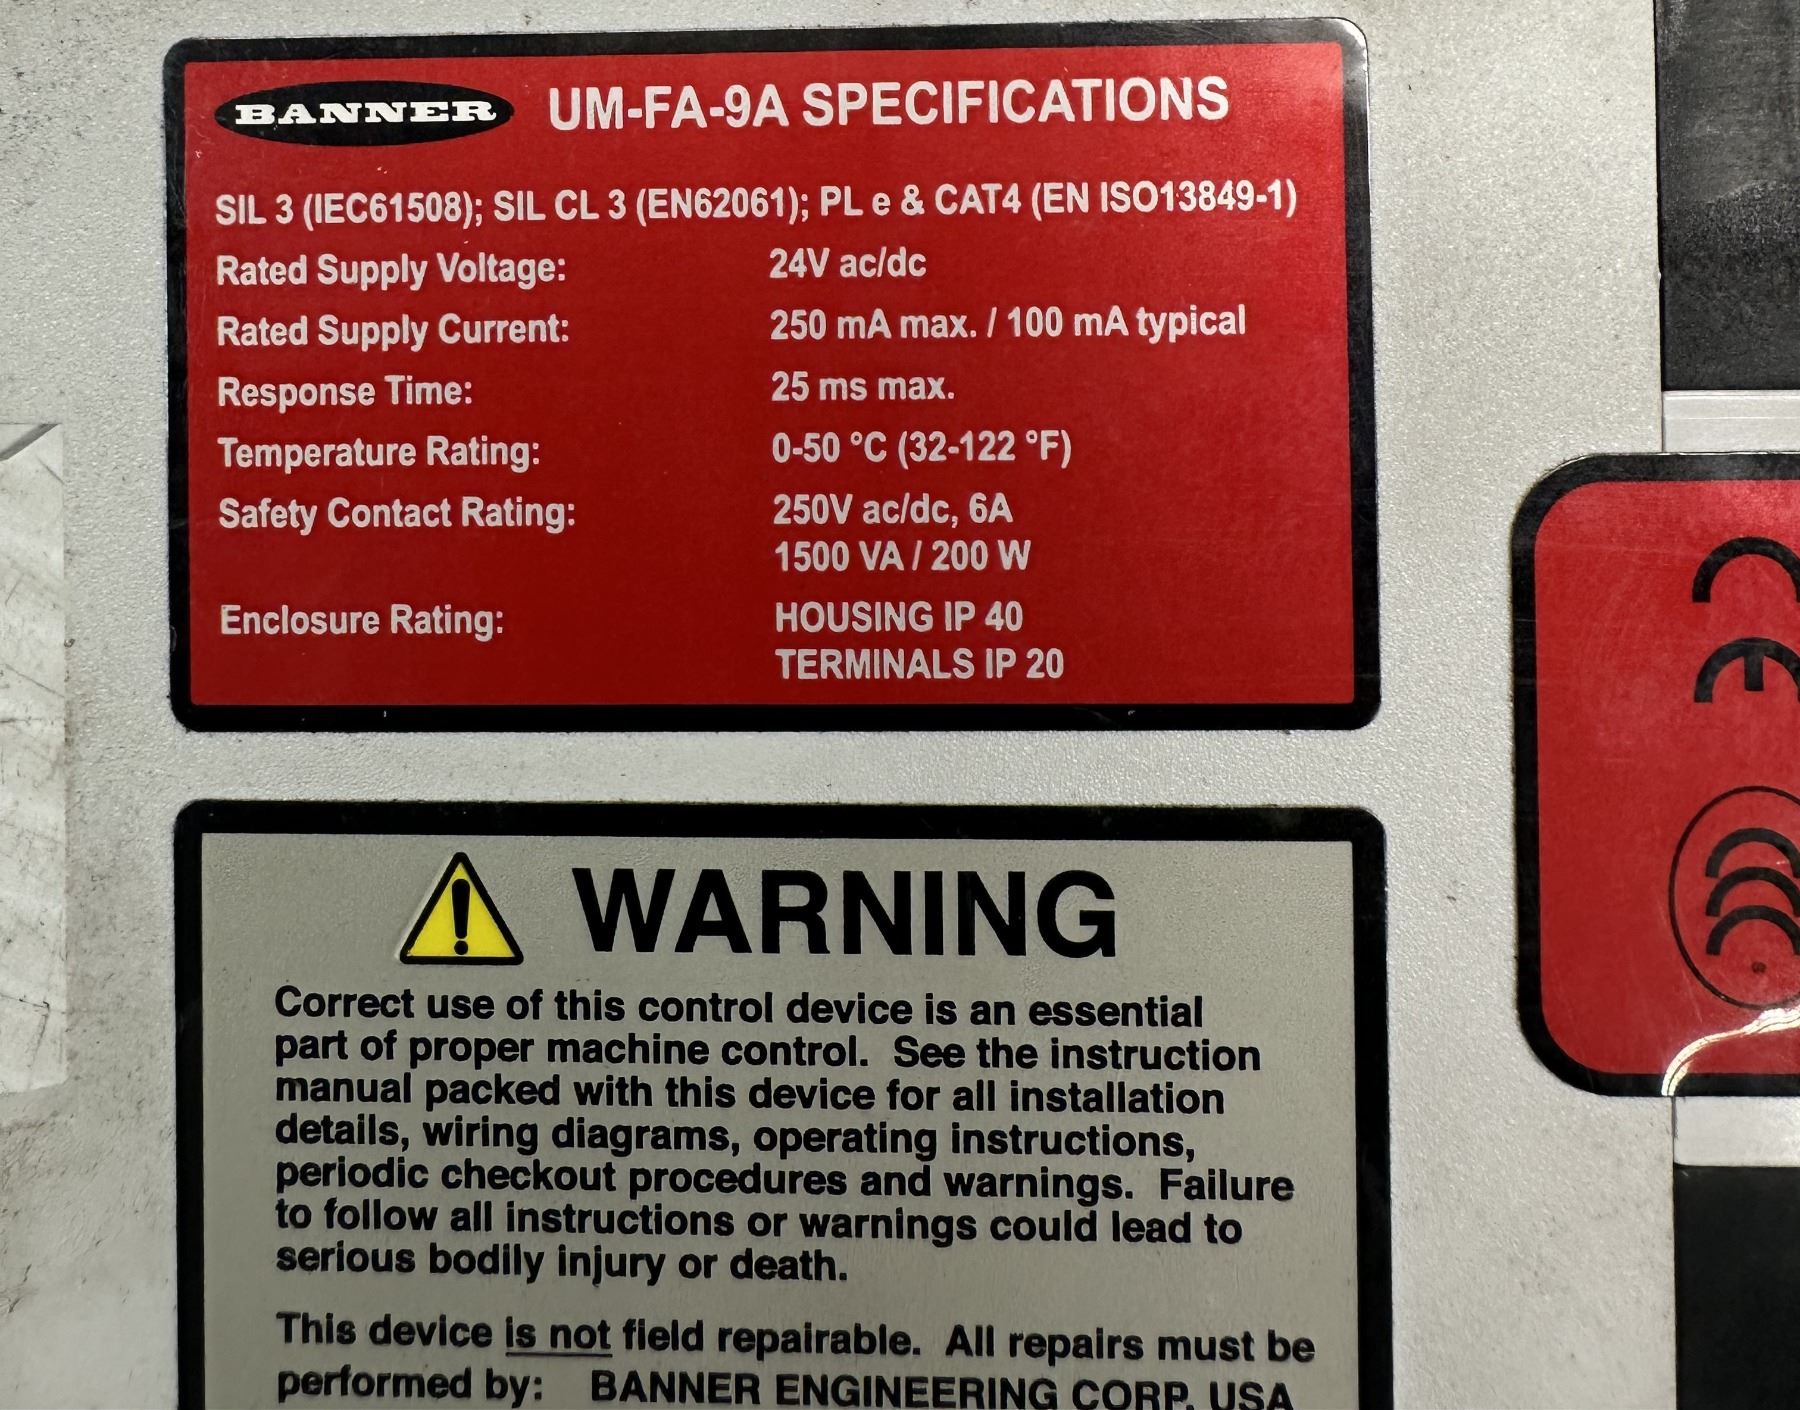 BANNER UM-FA-9A SPECIFICATIONS
SIL 3 (IEC61508); SIL CL 3 (EN62061); PL e & CAT4 (EN ISO13849-1)
Rated Supply Voltage: 24V ac/dc
Rated Supply Current: 250 mA max. / 100 mA typical
Response Time: 25 ms max.
Temperature Rating: 0-50 °C (32-122 °F)
Safety Contact Rating: 250V ac/dc, 6A
1500 VA / 200 W
Enclosure Rating: HOUSING IP 40
TERMINALS IP 20
CE
CCC
S
WARNING
Correct use of this control device is an essential
part of proper machine control. See the instruction
manual packed with this device for all installation
details, wiring diagrams, operating instructions,
periodic checkout procedures and warnings. Failure
to follow all instructions or warnings could lead to
serious bodily injury or death.
This device is not field repairable. All repairs must be
performed by: BANNER ENGINEERING CORP. USA